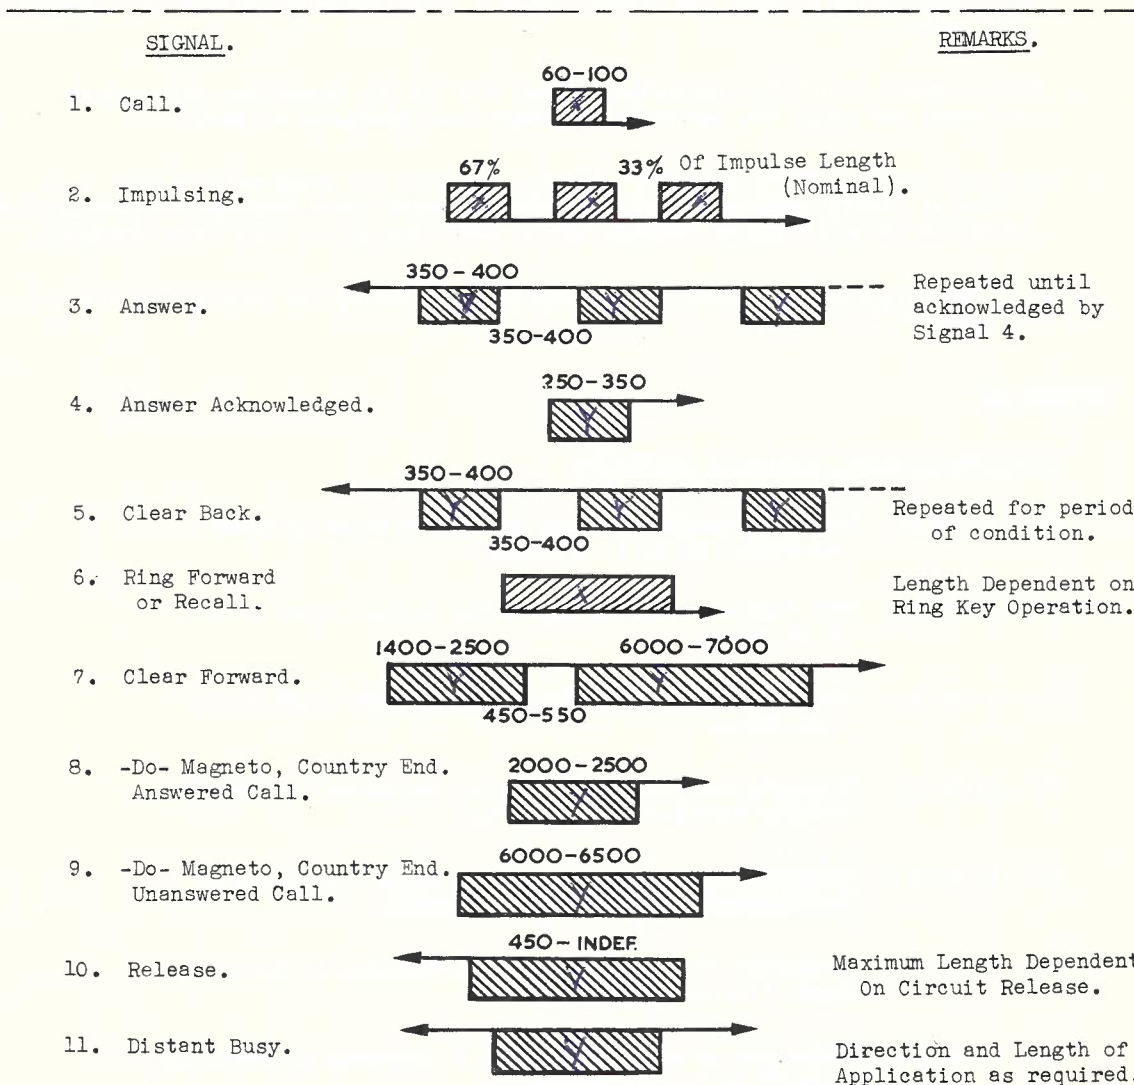 SIGNAL.
REMARKS.
60-100
1. Call.
X
67% 33% Of Impulse Length
(Nominal).
2. Impulsing.
X X X
350-400
Repeated until
3. Answer.
acknowledged by
Y Y Y
350-400
Signal 4.
250-350
4. Answer Acknowledged.
Y
350-400
5. Clear Back.
Y Y Y
Repeated for period
of condition.
350-400
6. Ring Forward
or Recall.
X
Length Dependent on
Ring Key Operation.
1400-2500 6000-7000
7. Clear Forward.
Y Y
450-550
8. -Do- Magneto, Country End.
Answered Call.
2000-2500
Y
9. -Do- Magneto, Country End.
Unanswered Call.
6000-6500
Y
450- INDEF.
10. Release.
Y
Maximum Length Dependent
On Circuit Release.
11. Distant Busy.
Y
Direction and Length of
Application as required.